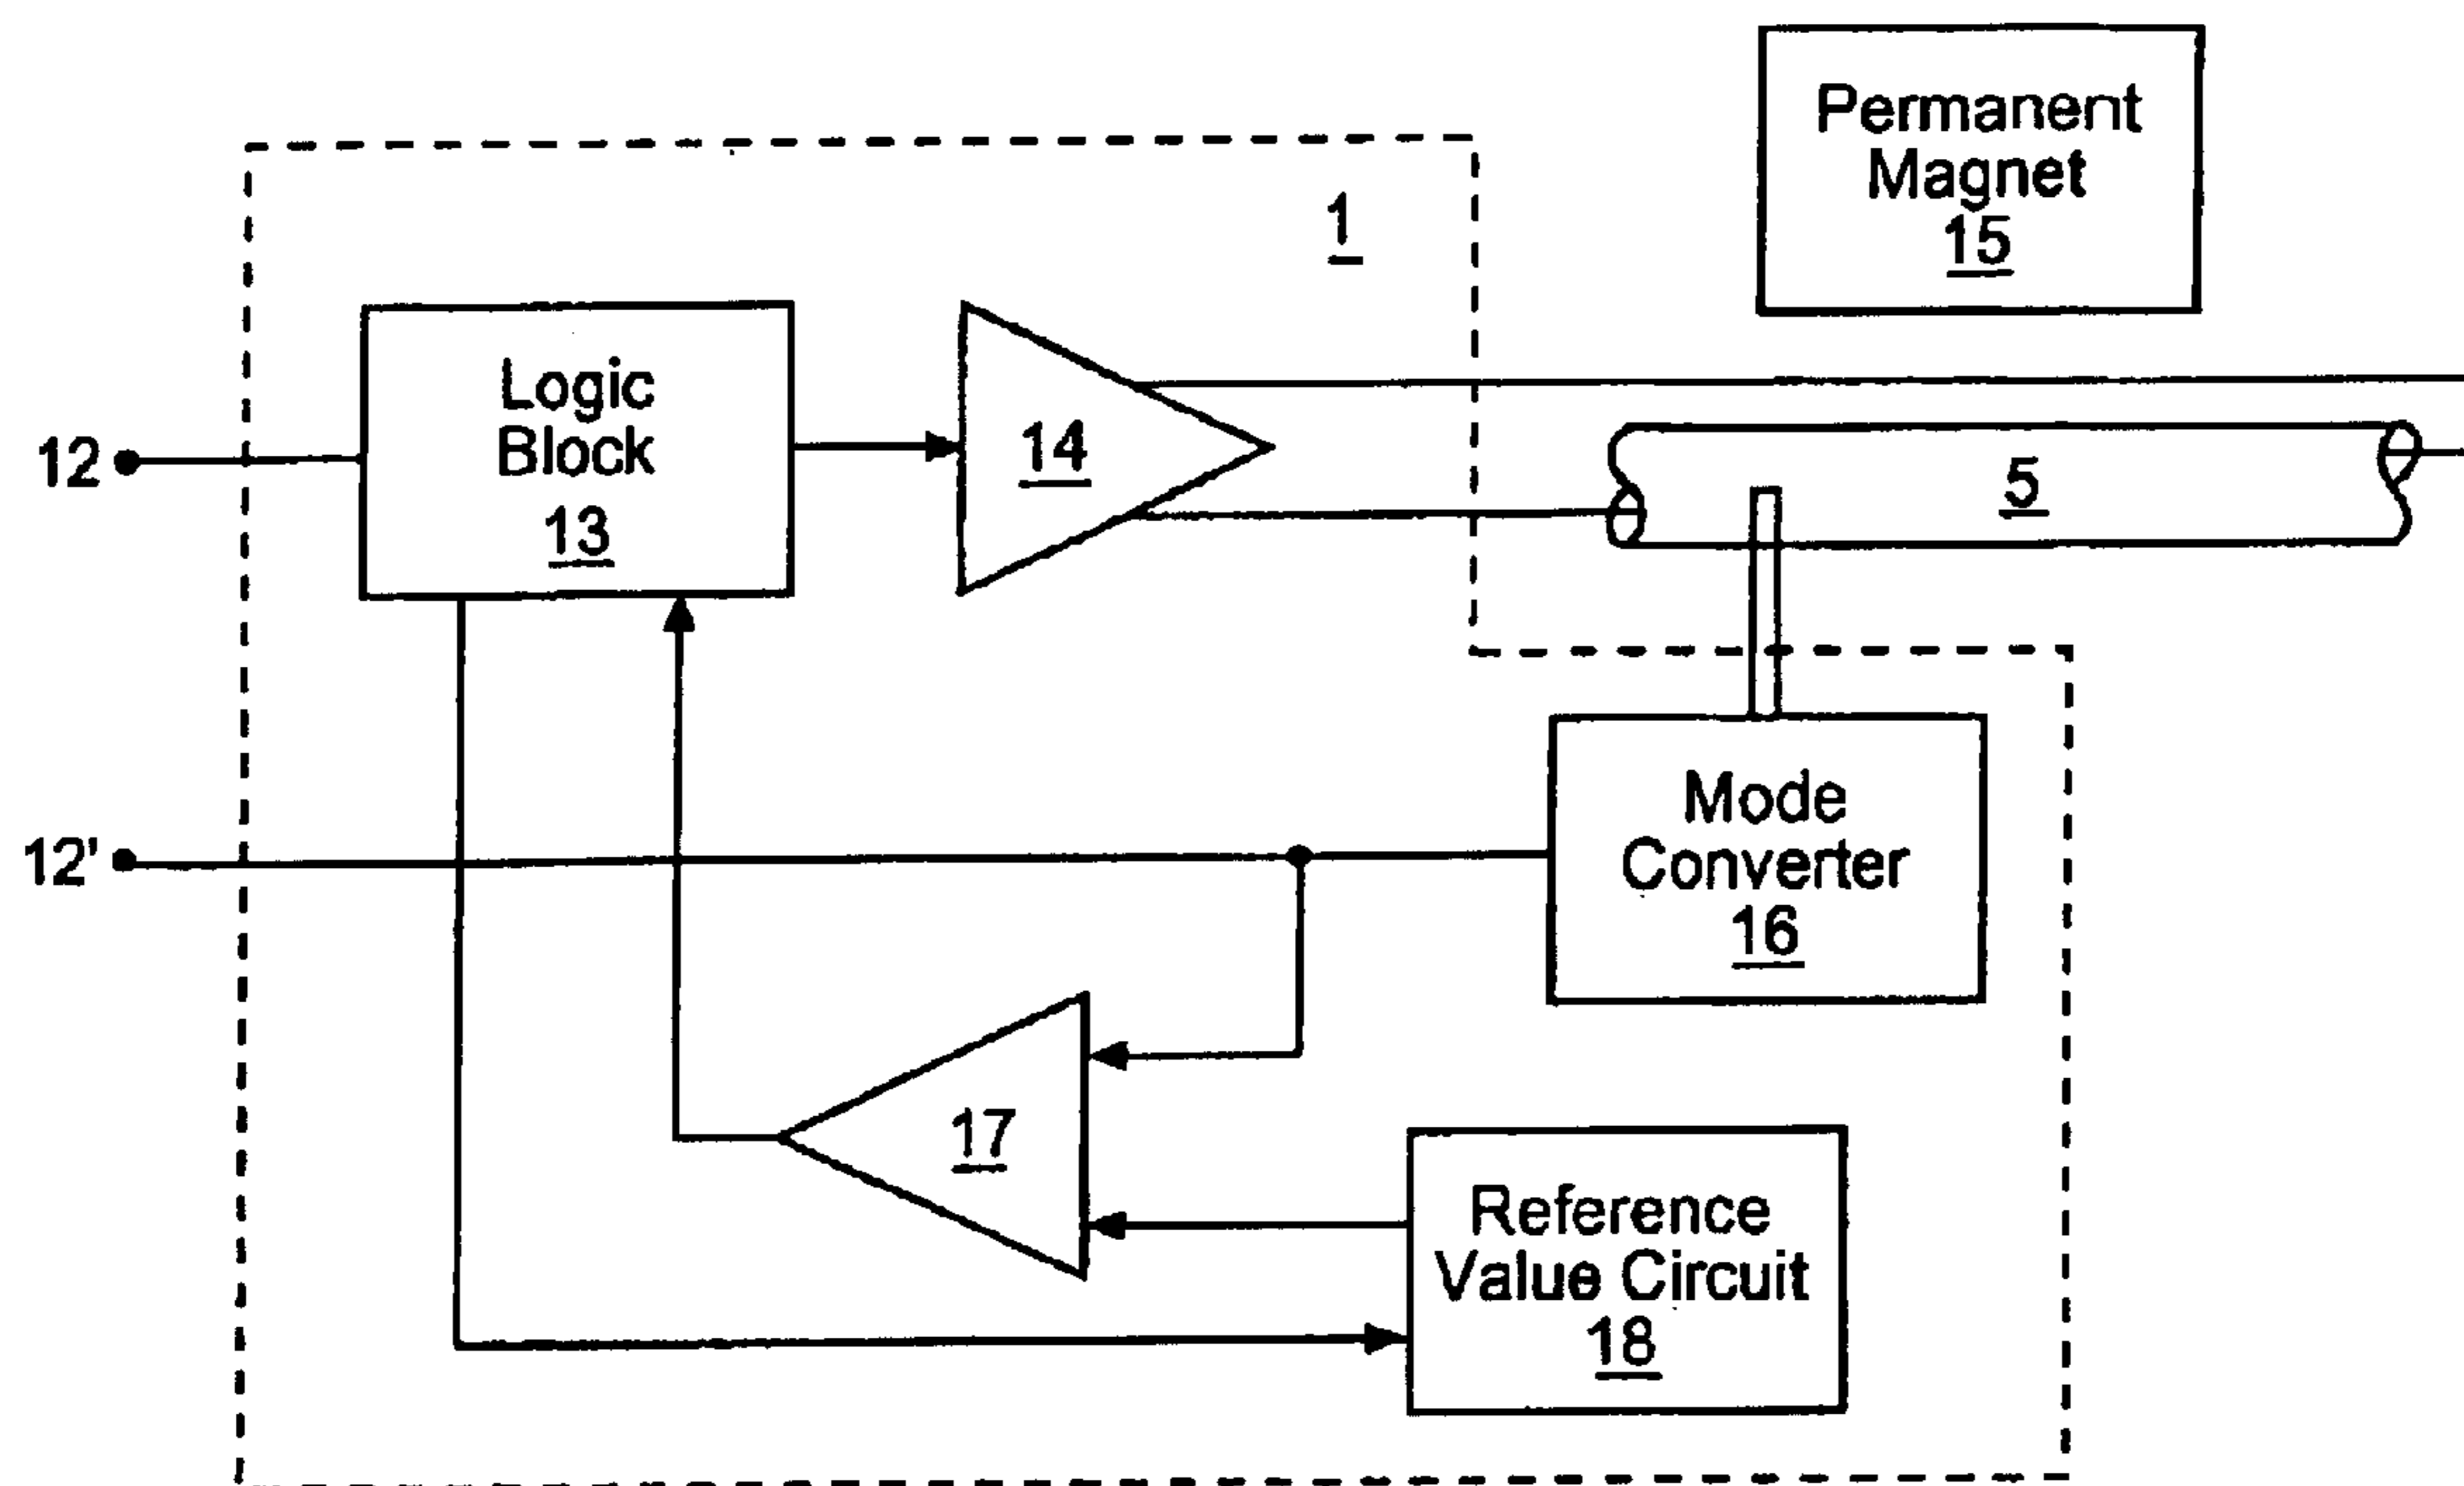 Permanent
Magnet
15
1
Logic
Block
13
14
12
5
12'
Mode
Converter
16
17
Reference
Value Circuit
18